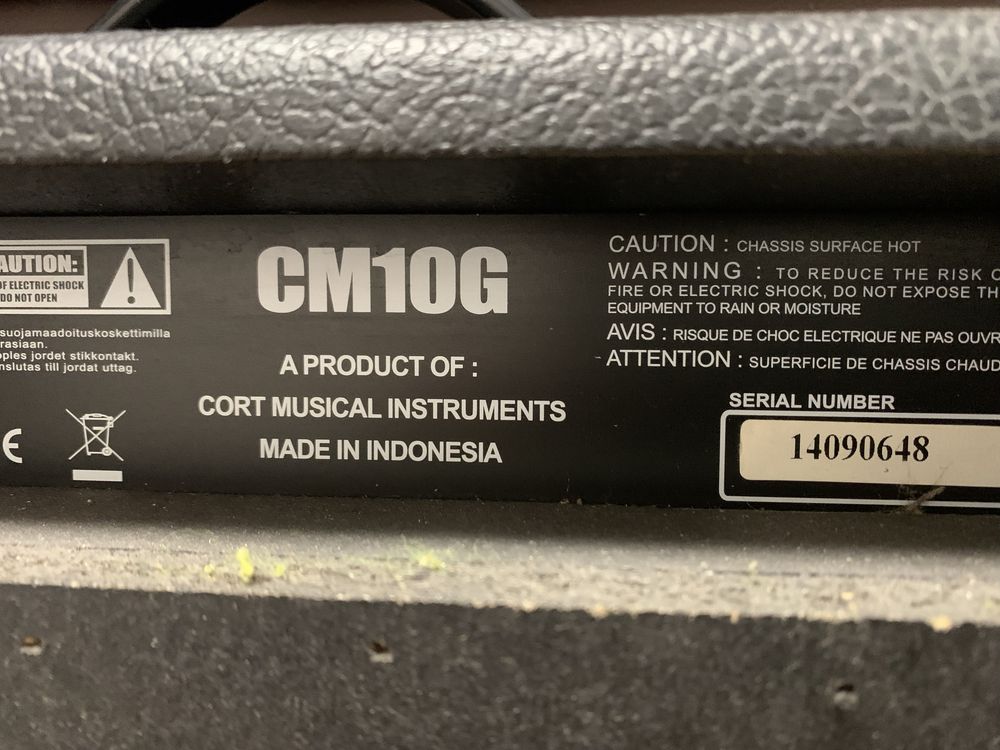 AUTION:
OF ELECTRIC SHOCK
DO NOT OPEN
suojamaadoituskoskettimilla
rasiaan.
pples jordet stikkontakt.
nslutas till jordat uttag.
CE
CM10G
A PRODUCT OF :
CORT MUSICAL INSTRUMENTS
MADE IN INDONESIA
CAUTION : CHASSIS SURFACE HOT
WARNING : TO REDUCE THE RISK O
FIRE OR ELECTRIC SHOCK, DO NOT EXPOSE TH
EQUIPMENT TO RAIN OR MOISTURE
AVIS : RISQUE DE CHOC ELECTRIQUE NE PAS OUVR
ATTENTION : SUPERFICIE DE CHASSIS CHAUD
SERIAL NUMBER
14090648